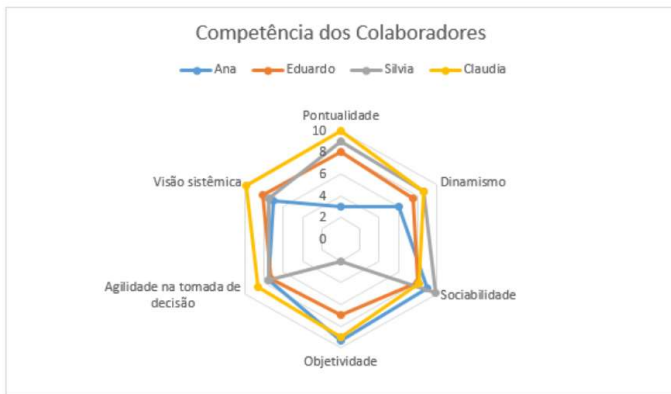 Competência dos Colaboradores
Ana Eduardo Silvia Claudia
Pontualidade
10
8
6
4
2
0
Visão sistêmica
Dinamismo
Agilidade na tomada de
decisão
Sociabilidade
Objetividade